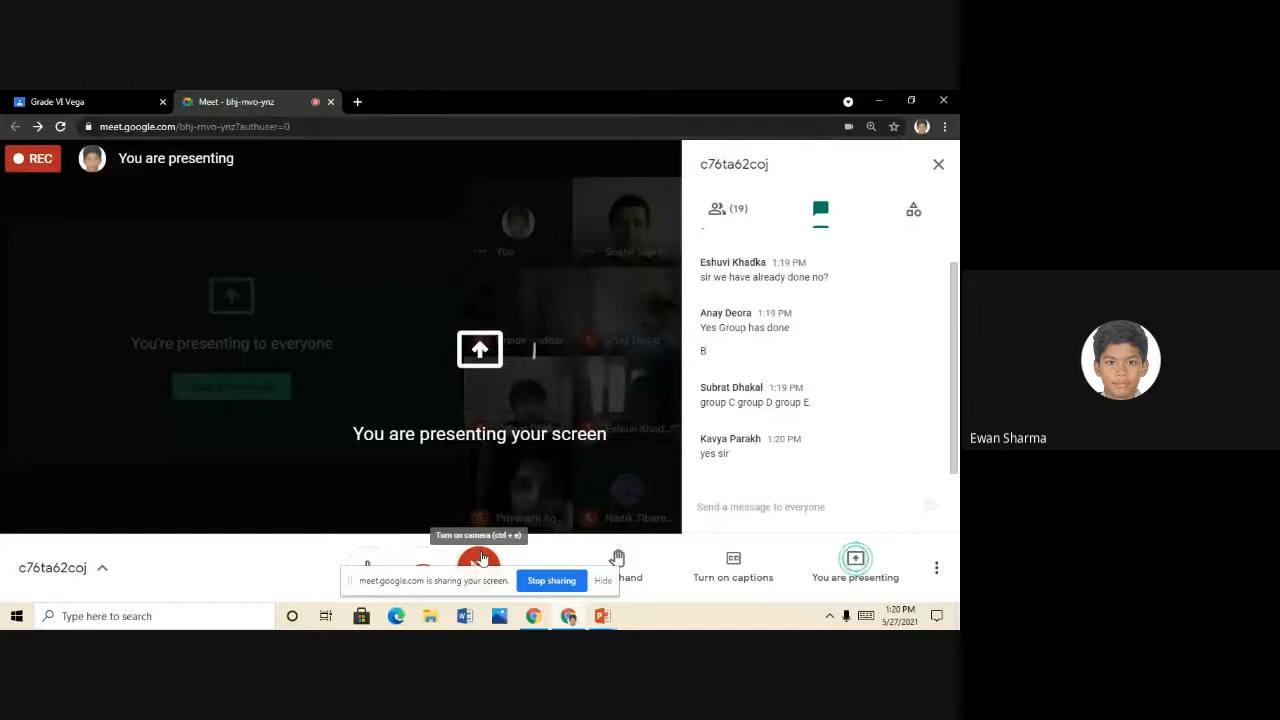 Grade VI Vega
Meet - bhj-rnvo-ynz
meet.google.com/bhj-rnvo-ynz?authuser=0
REC
You are presenting
c76ta62coj
(19)
You
Eshuvi Khadka 1:19 PM
sir we have already done no?
You're presenting to everyone
Anay Deora 1:19 PM
Yes Group has done
B
Subrat Dhakal 1:19 PM
group C group D group E
You are presenting your screen
Kavya Parakh 1:20 PM
yes sir
Ewan Sharma
Send a message to everyone
Turn on camera (ctrl + e)
c76ta62coj
meet.google.com is sharing your screen.
Stop sharing
Hide
hand
Turn on captions
You are presenting
Type here to search
1:20 PM
5/27/2021